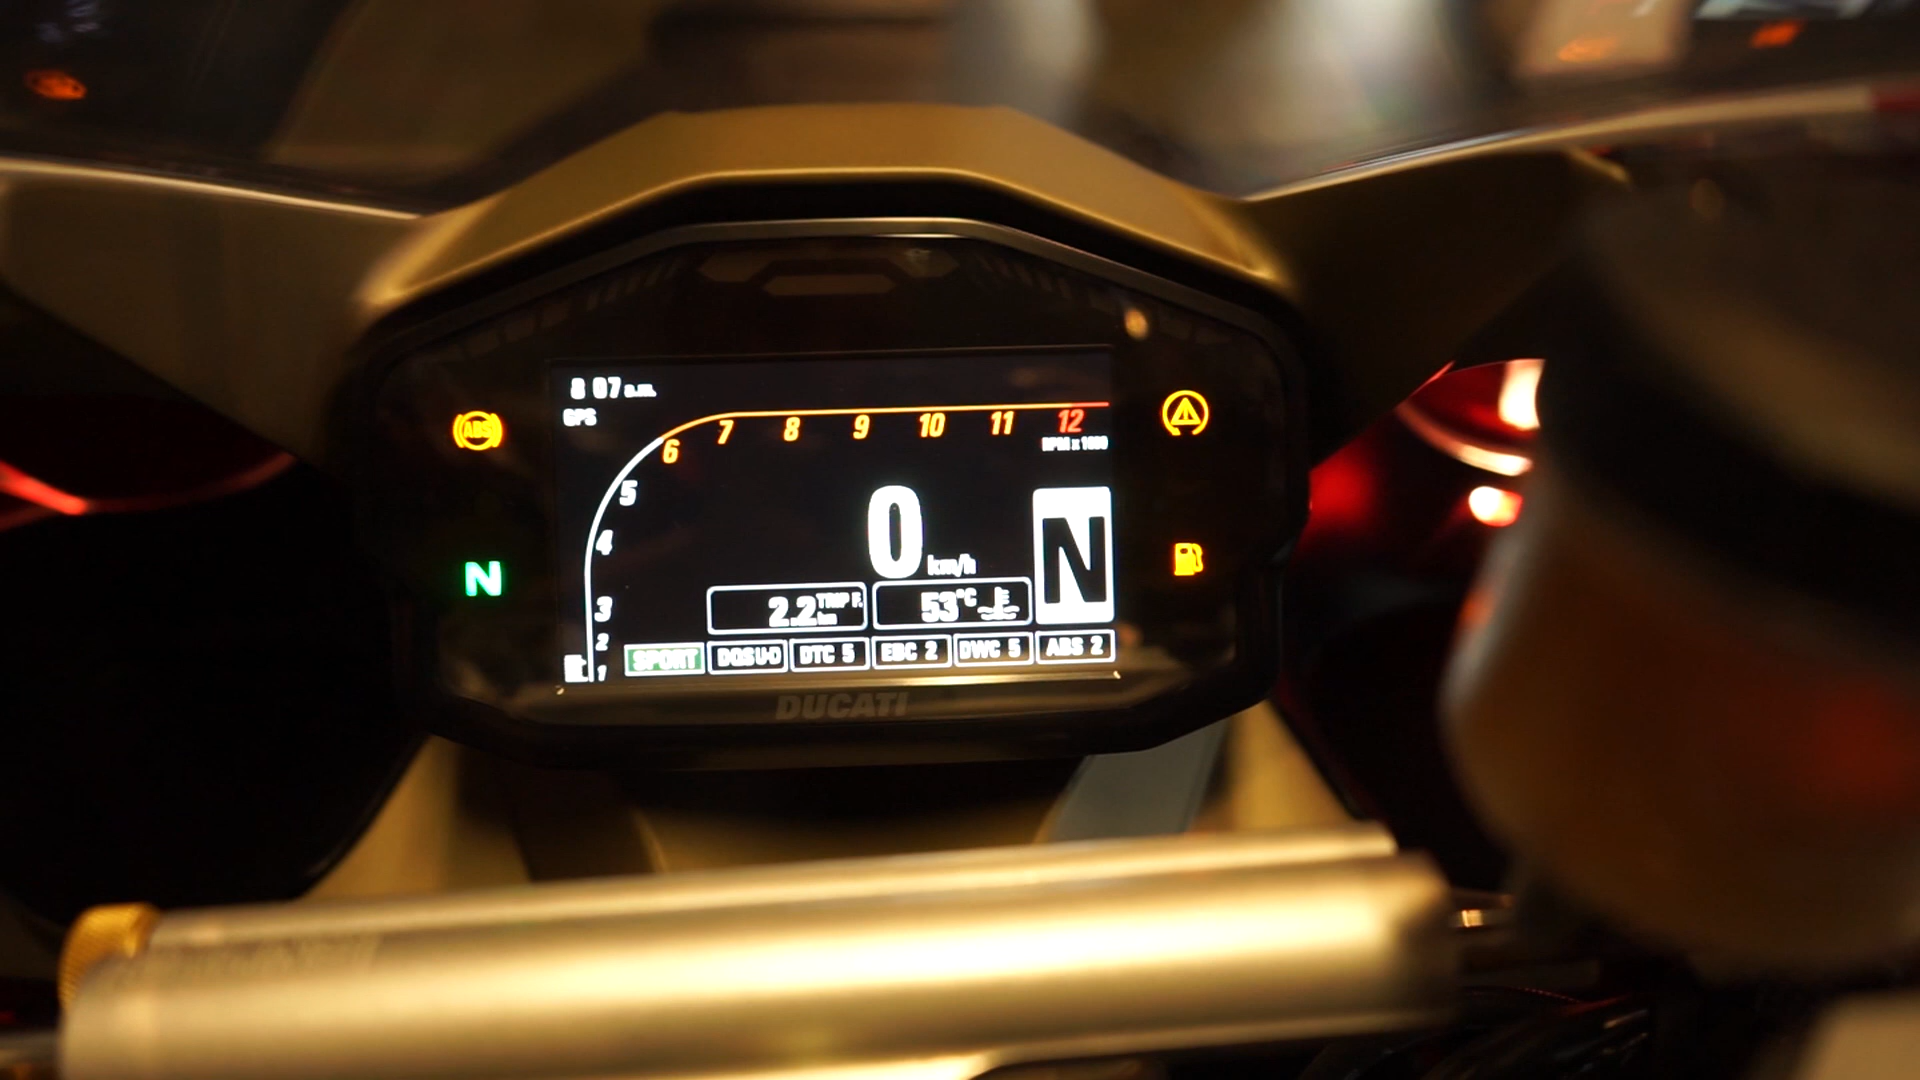 8 07 a.m.
GPS
ABS
6 7 8 9 10 11 12
RPM x 1000
5
4
3
2
1
0 km/h
N
N
2.2 TRIP F. km
53 °C
SPORT DQS U-D DTC 5 EBC 2 DWC 5 ABS 2
DUCATI